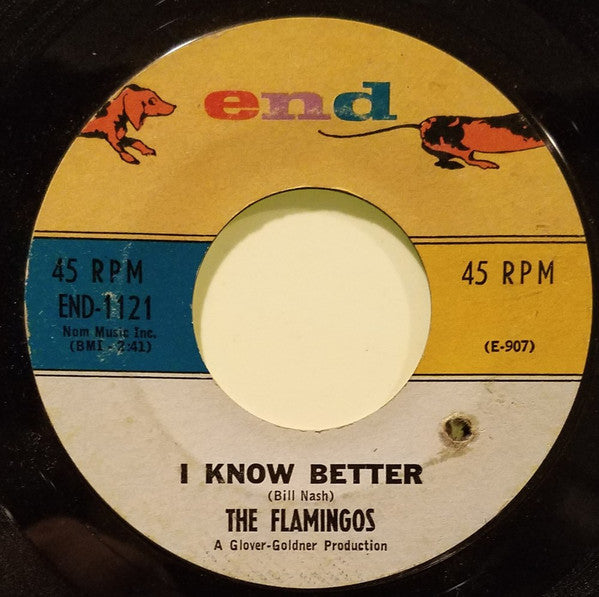 end
45 RPM
END-1121
Nom Music Inc.
(BMI - 2:41)
45 RPM
(E-907)
I KNOW BETTER
(Bill Nash)
THE FLAMINGOS
A Glover-Goldner Production